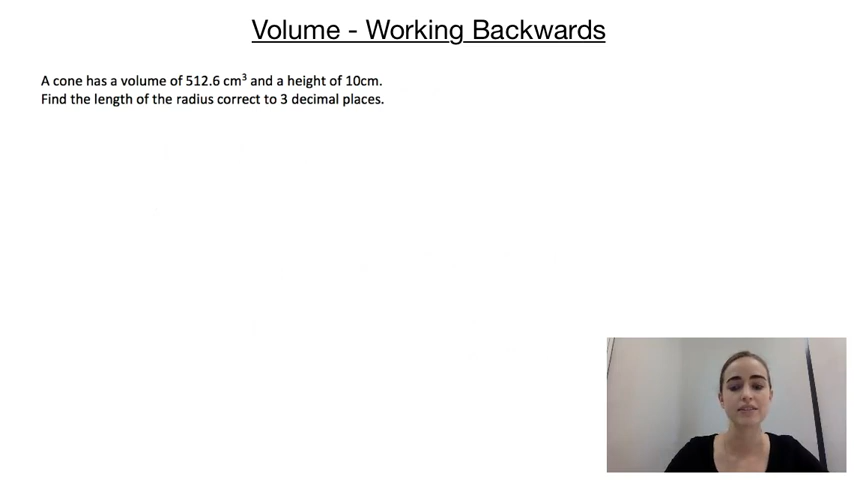 Volume - Working Backwards
A cone has a volume of 512.6 cm³ and a height of 10cm.
Find the length of the radius correct to 3 decimal places.